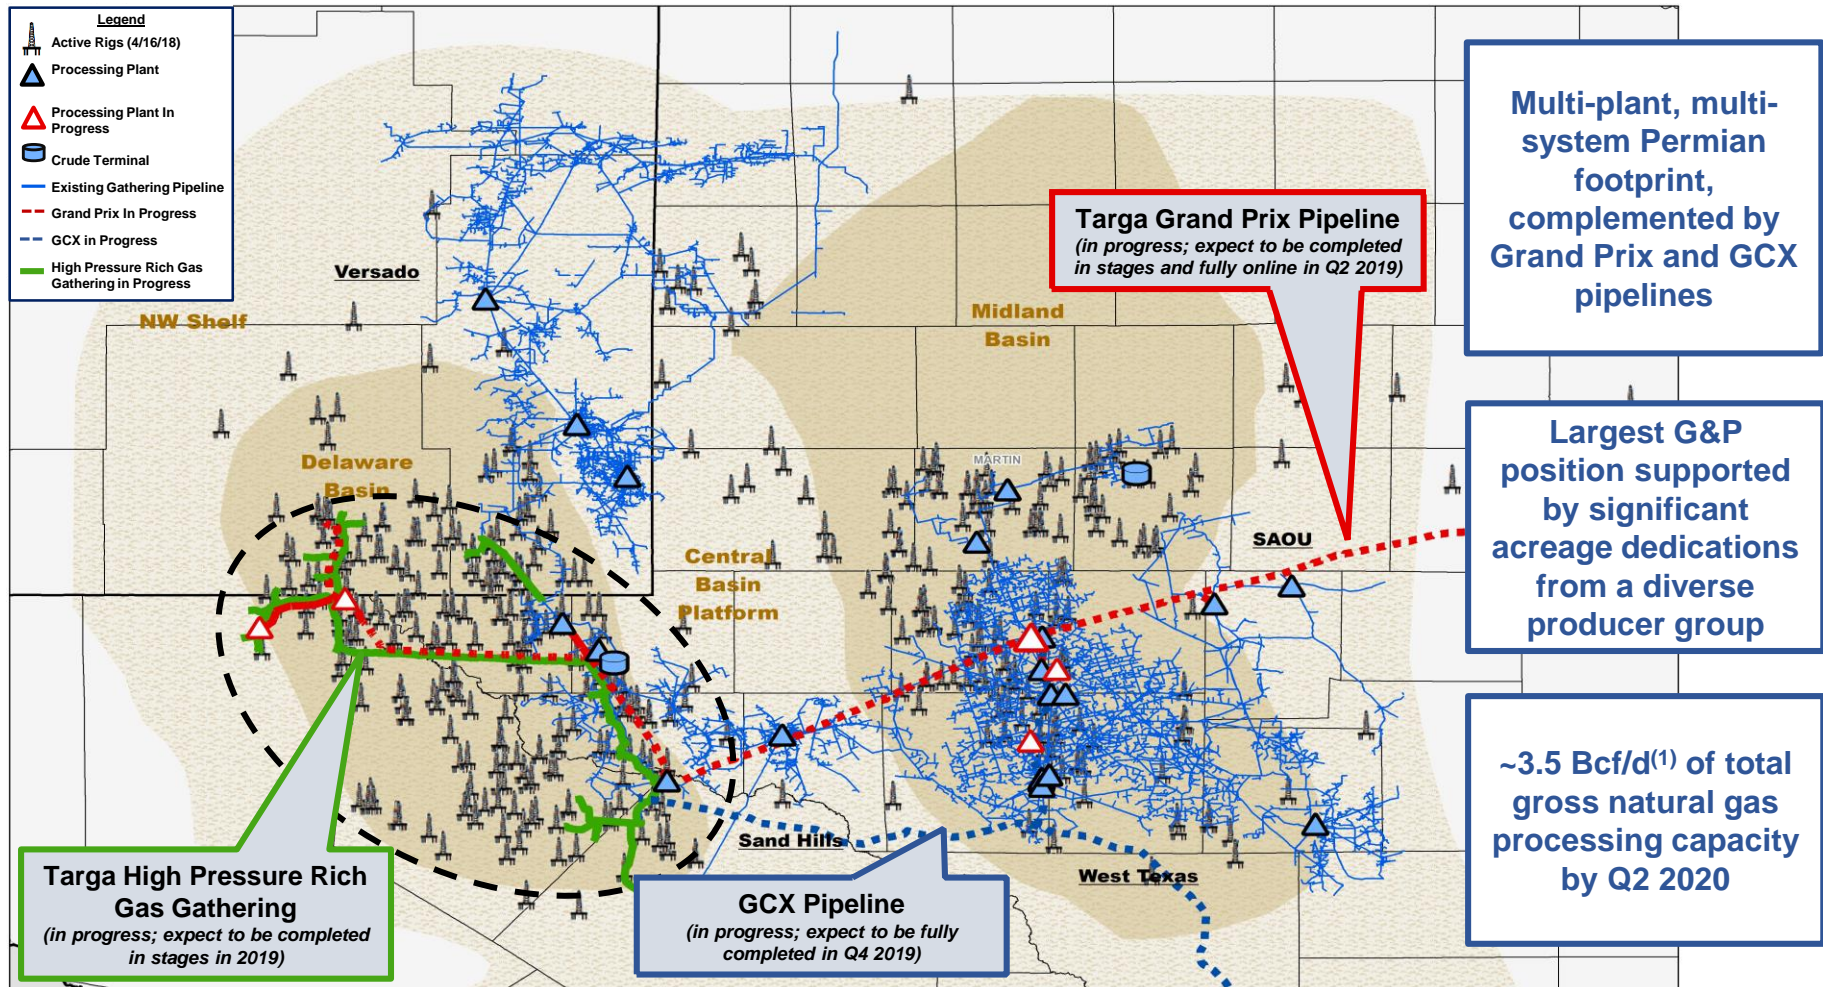 Legend
Active Rigs (4/16/18)
Processing Plant
Processing Plant In
Progress
Crude Terminal
Existing Gathering Pipeline
Grand Prix In Progress
GCX in Progress
High Pressure Rich Gas
Gathering in Progress
Versado
NW Shelf
Delaware
Basin
Central
Basin
Platform
Midland
Basin
MARTIN
SAOU
Sand Hills
West Texas
Targa Grand Prix Pipeline
(in progress; expect to be completed
in stages and fully online in Q2 2019)
Targa High Pressure Rich
Gas Gathering
(in progress; expect to be completed
in stages in 2019)
GCX Pipeline
(in progress; expect to be fully
completed in Q4 2019)
Multi-plant, multi-
system Permian
footprint,
complemented by
Grand Prix and GCX
pipelines
Largest G&P
position supported
by significant
acreage dedications
from a diverse
producer group
~3.5 Bcf/d(1) of total
gross natural gas
processing capacity
by Q2 2020